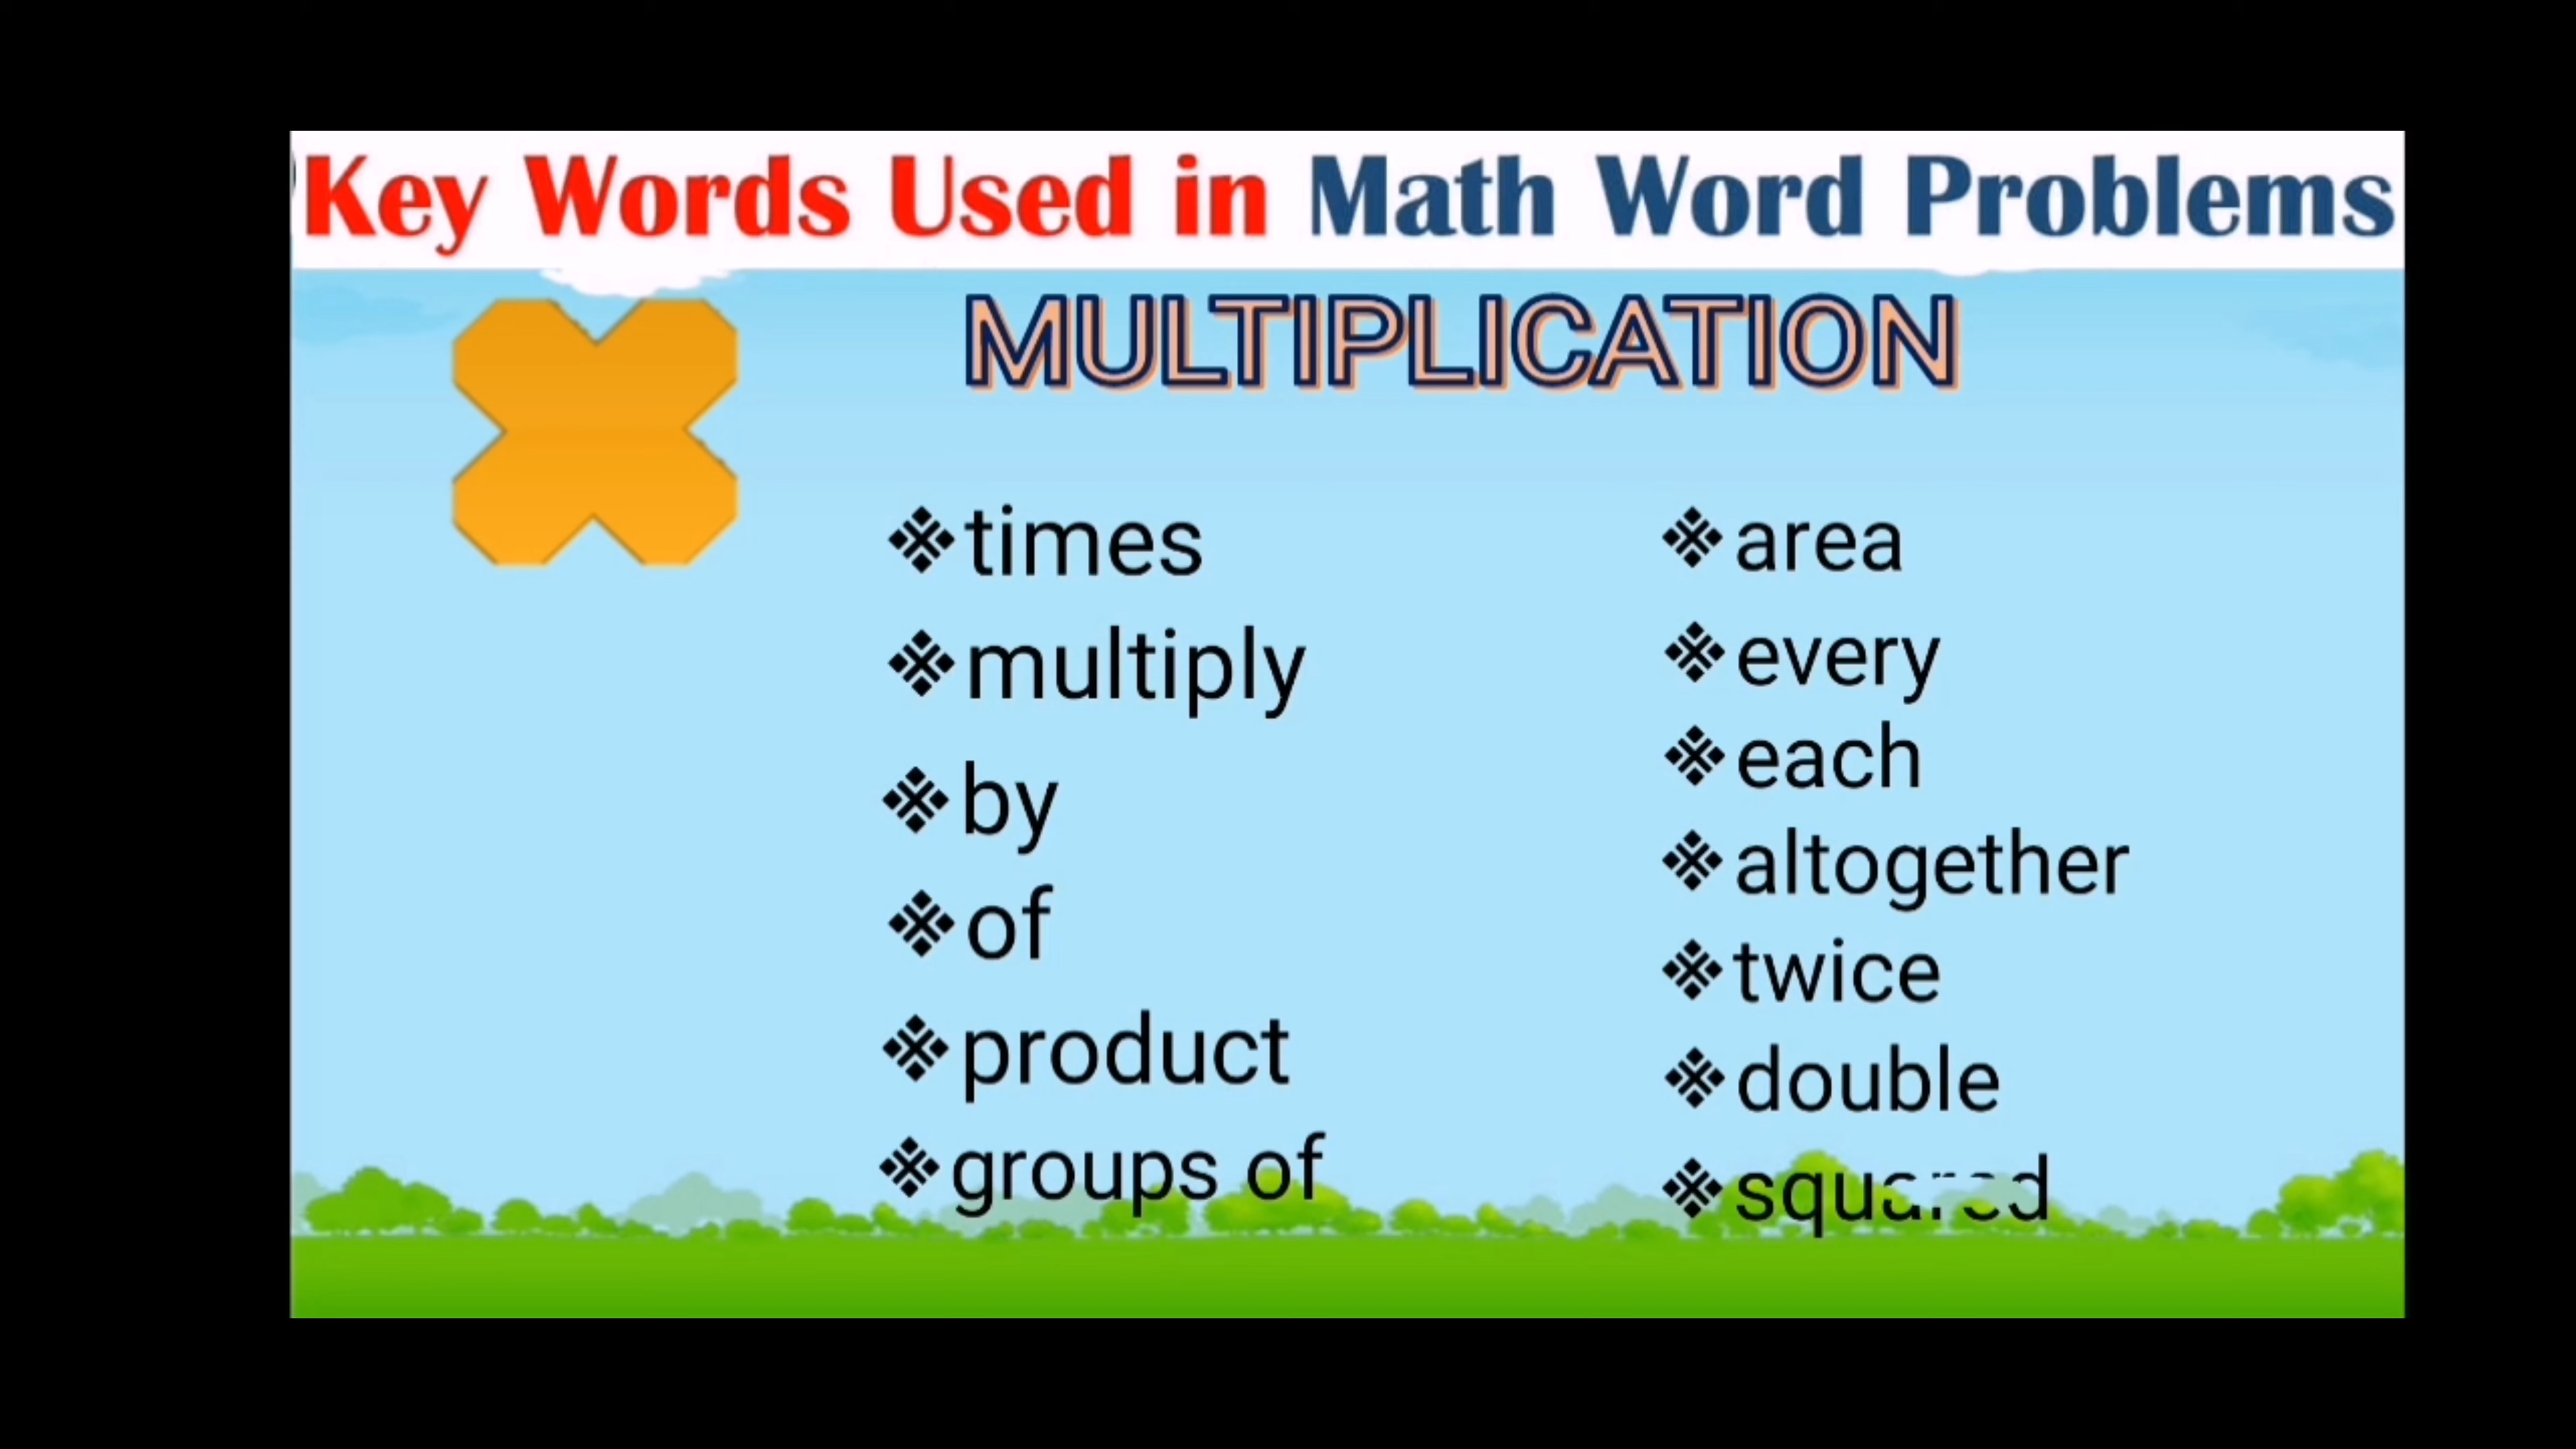 Key Words Used in Math Word Problems
MULTIPLICATION
❖times
❖multiply
❖by
❖of
❖product
❖groups of
❖area
❖every
❖each
❖altogether
❖twice
❖double
❖squared